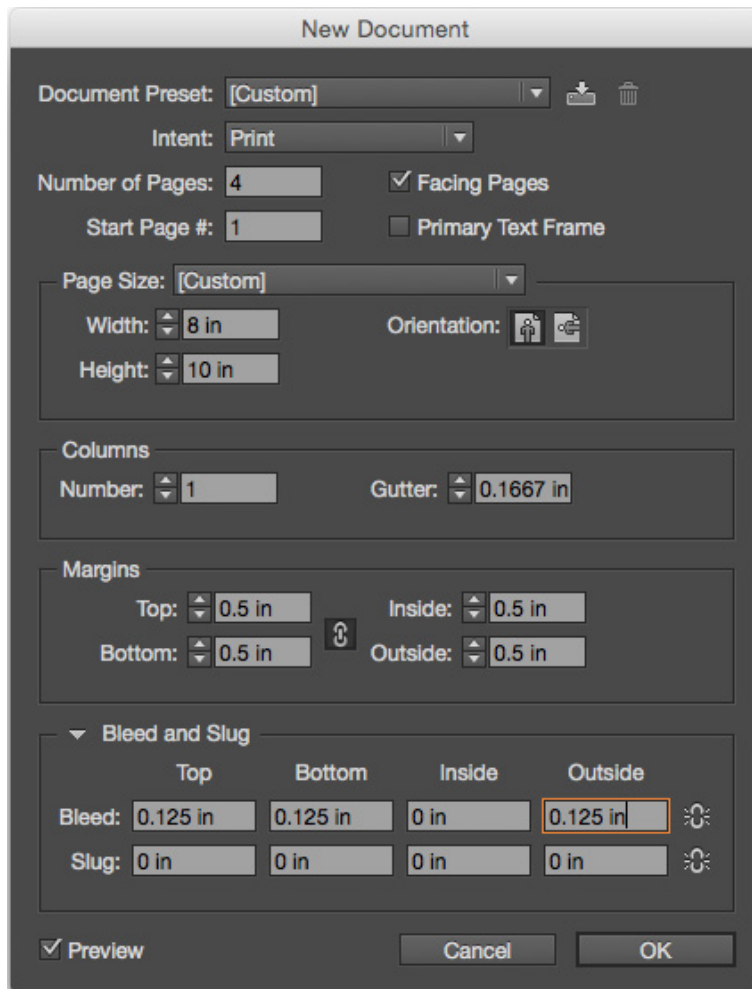 New Document
Document Preset: [Custom]
Intent: Print
Number of Pages: 4 Facing Pages
Start Page #: 1 Primary Text Frame
Page Size: [Custom]
Width: 8 in Orientation:
Height: 10 in
Columns
Number: 1 Gutter: 0.1667 in
Margins
Top: 0.5 in Inside: 0.5 in
Bottom: 0.5 in Outside: 0.5 in
Bleed and Slug
Top Bottom Inside Outside
Bleed: 0.125 in 0.125 in 0 in 0.125 in
Slug: 0 in 0 in 0 in 0 in
Preview Cancel OK